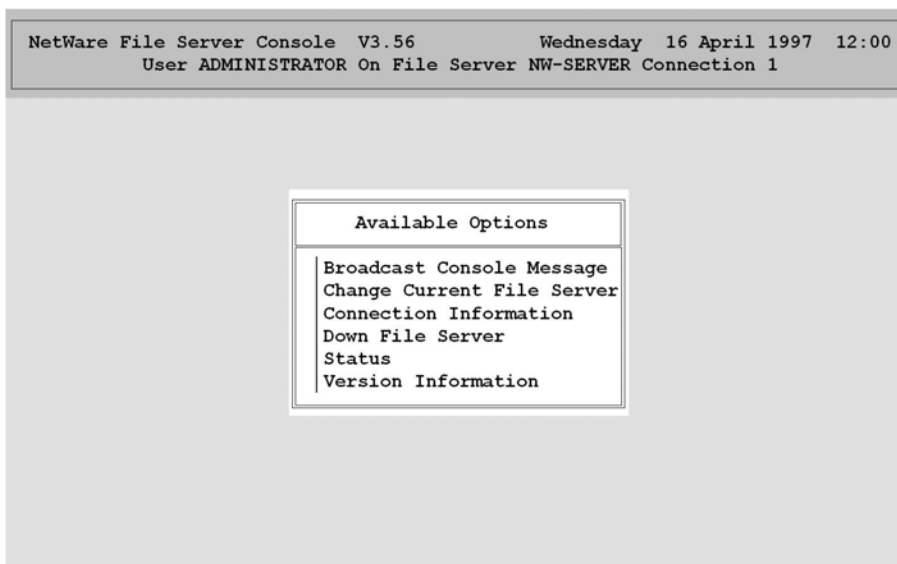 NetWare File Server Console V3.56 Wednesday 16 April 1997 12:00
User ADMINISTRATOR On File Server NW-SERVER Connection 1
Available Options
Broadcast Console Message
Change Current File Server
Connection Information
Down File Server
Status
Version Information